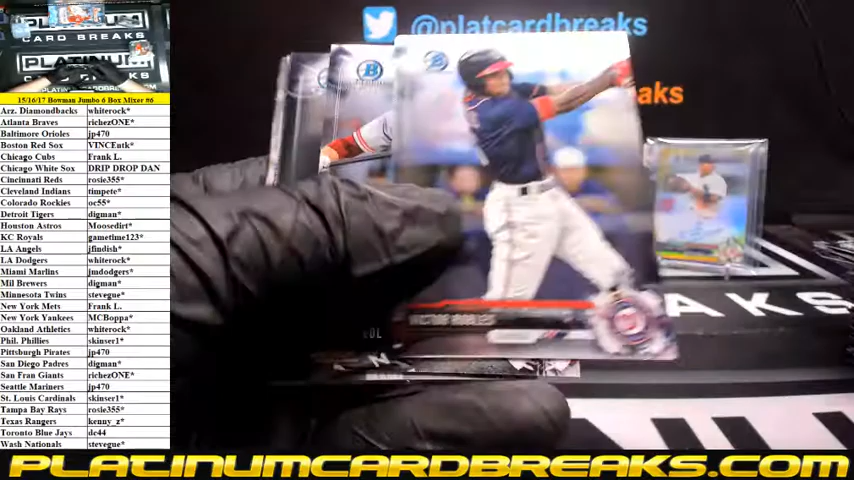 PLATINUM
CARD BREAKS
@platcardbreaks
aks
15/16/17 Bowman Jumbo 6 Box Mixer #6
Arz. Diamondbacks whiterock*
Atlanta Braves richezONE*
Baltimore Orioles jp470
Boston Red Sox VINCEntk*
Chicago Cubs Frank L.
Chicago White Sox DRIP DROP DAN
Cincinnati Reds rosie355*
Cleveland Indians timpete*
Colorado Rockies oc55*
Detroit Tigers digman*
Houston Astros Moosedirt*
KC Royals gametime123*
LA Angels jfindish*
LA Dodgers whiterock*
Miami Marlins jmdodgers*
Mil Brewers digman*
Minnesota Twins stevegue*
New York Mets Frank L.
New York Yankees MCBoppa*
Oakland Athletics whiterock*
Phil. Phillies skinser1*
Pittsburgh Pirates jp470
San Diego Padres digman*
San Fran Giants richezONE*
Seattle Mariners jp470
St. Louis Cardinals skinser1*
Tampa Bay Rays rosie355*
Texas Rangers kenny_z*
Toronto Blue Jays dc44
Wash Nationals stevegue*
VICTOR ROBLES
EAKS
PLATINUMCARDBREAKS.COM